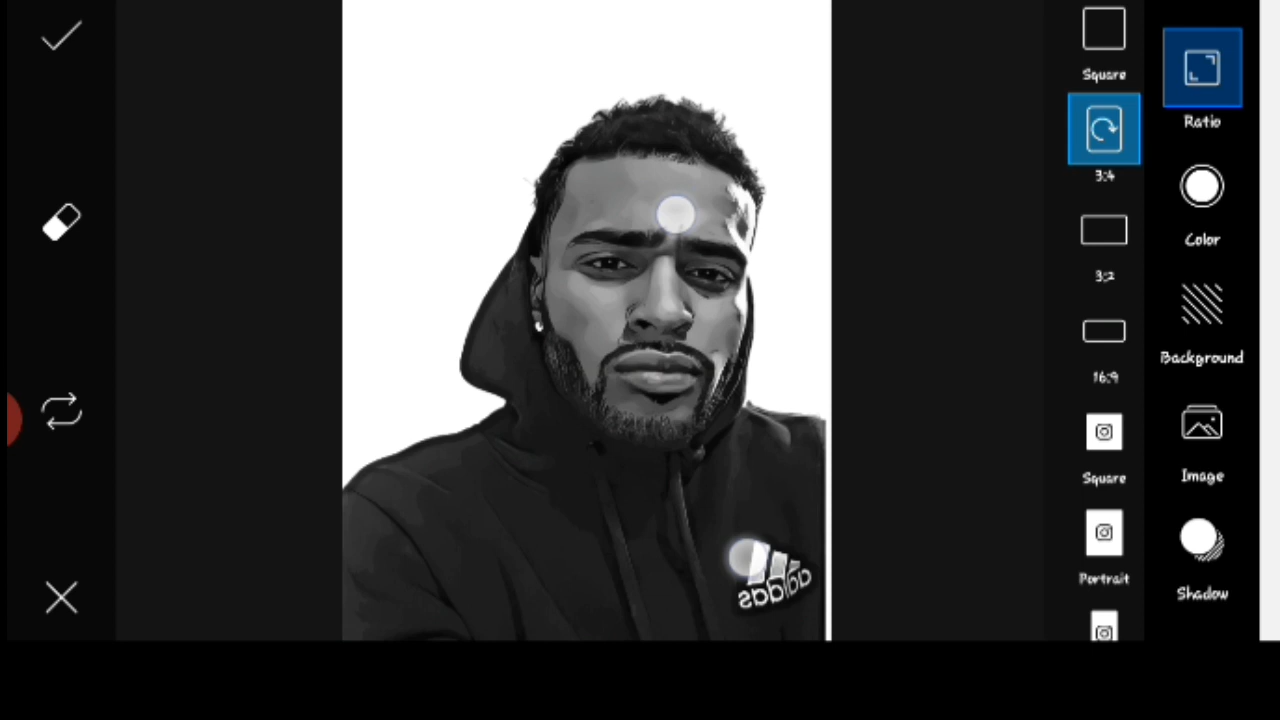 Square
3:4
3:2
16:9
Square
Portrait
Ratio
Color
Background
Image
Shadow
adidas